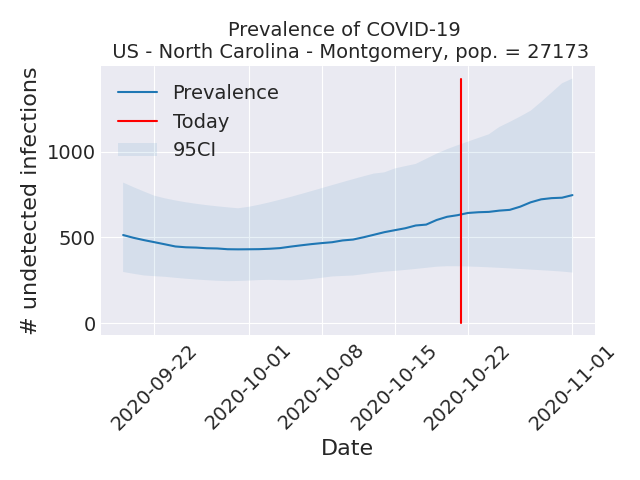 Prevalence of COVID-19
US - North Carolina - Montgomery, pop. = 27173
# undetected infections
1000
500
0
Prevalence
Today
95CI
2020-09-22
2020-10-01
2020-10-08
2020-10-15
2020-10-22
2020-11-01
Date